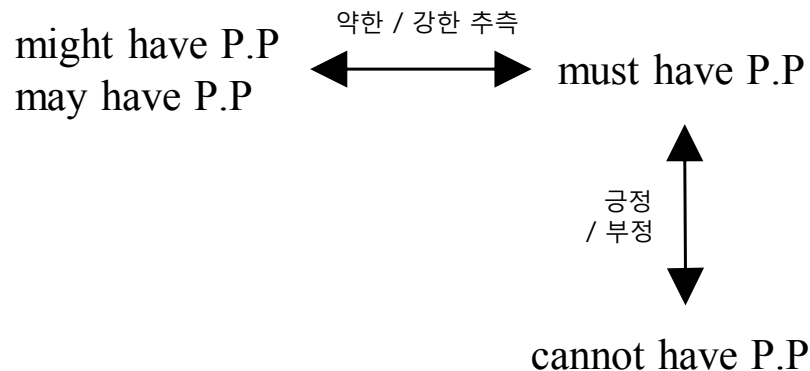 약한 / 강한 추측
might have P.P
may have P.P
must have P.P
긍정
/ 부정
cannot have P.P